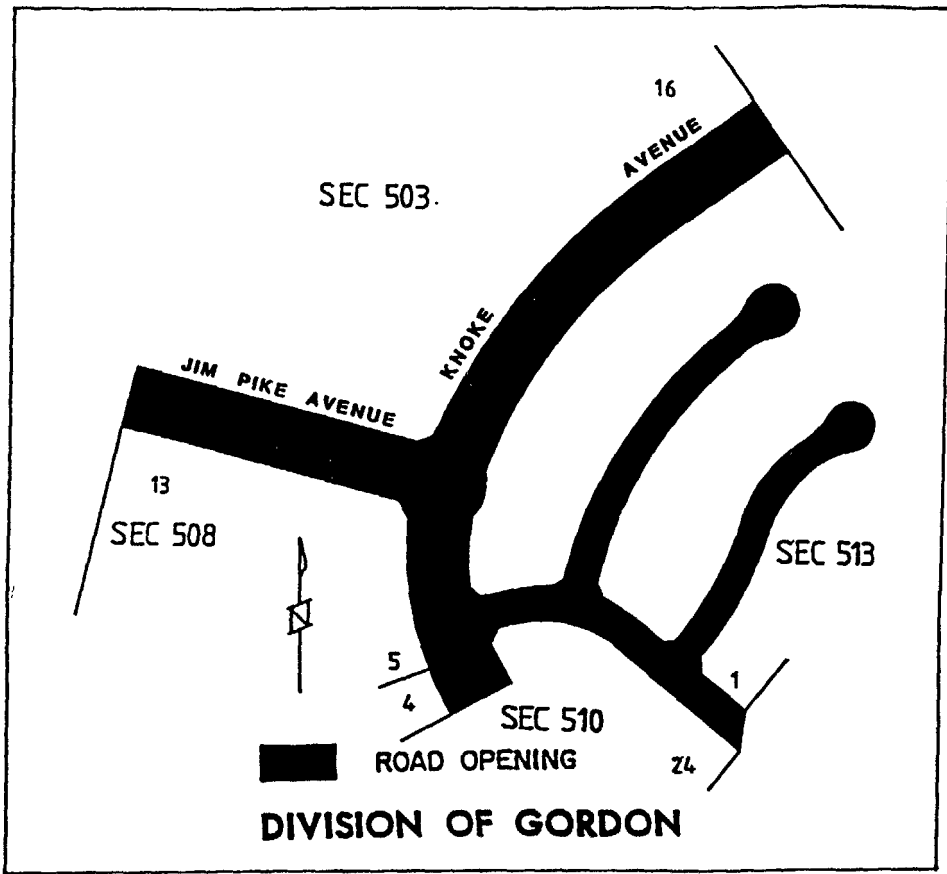 16
AVENUE
SEC 503.
KNOKE
JIM PIKE AVENUE
13
SEC 508
SEC 513
5
4
1
SEC 510
24
ROAD OPENING
DIVISION OF GORDON